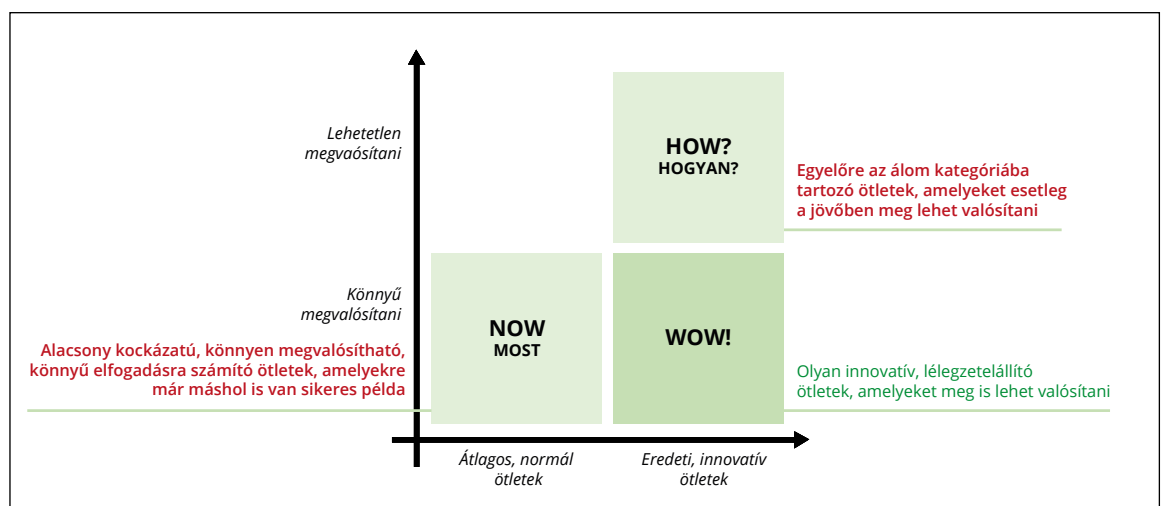 Lehetetlen
megvaósítani
HOW?
HOGYAN?
Egyelőre az álom kategóriába
tartozó ötletek, amelyeket esetleg
a jövőben meg lehet valósítani
Könnyű
megvalósítani
NOW
MOST
WOW!
Alacsony kockázatú, könnyen megvalósítható,
könnyű elfogadásra számító ötletek, amelyekre
már máshol is van sikeres példa
Olyan innovatív, lélegzetelállító
ötletek, amelyeket meg is lehet valósítani
Átlagos, normál
ötletek
Eredeti, innovatív
ötletek